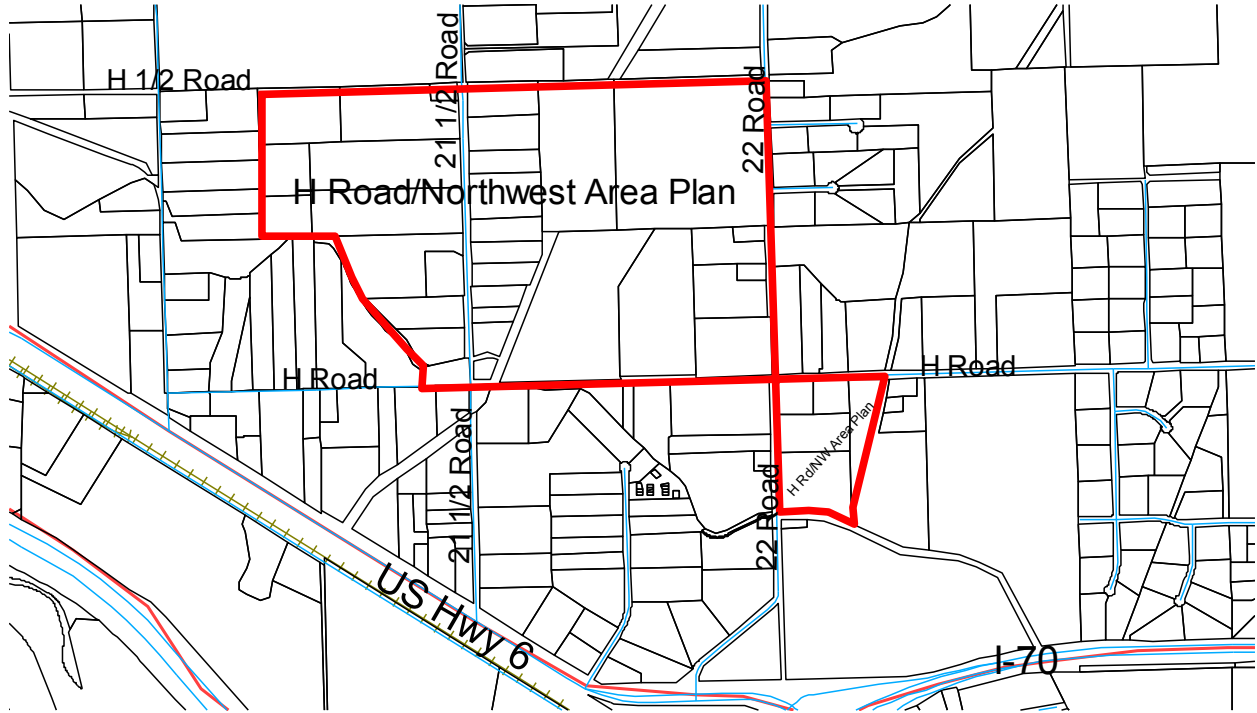 H 1/2 Road
21 1/2 Road
22 Road
H Road/Northwest Area Plan
H Road
H Road
21 1/2 Road
22 Road
H Rd/NW Area Plan
US Hwy 6
I-70